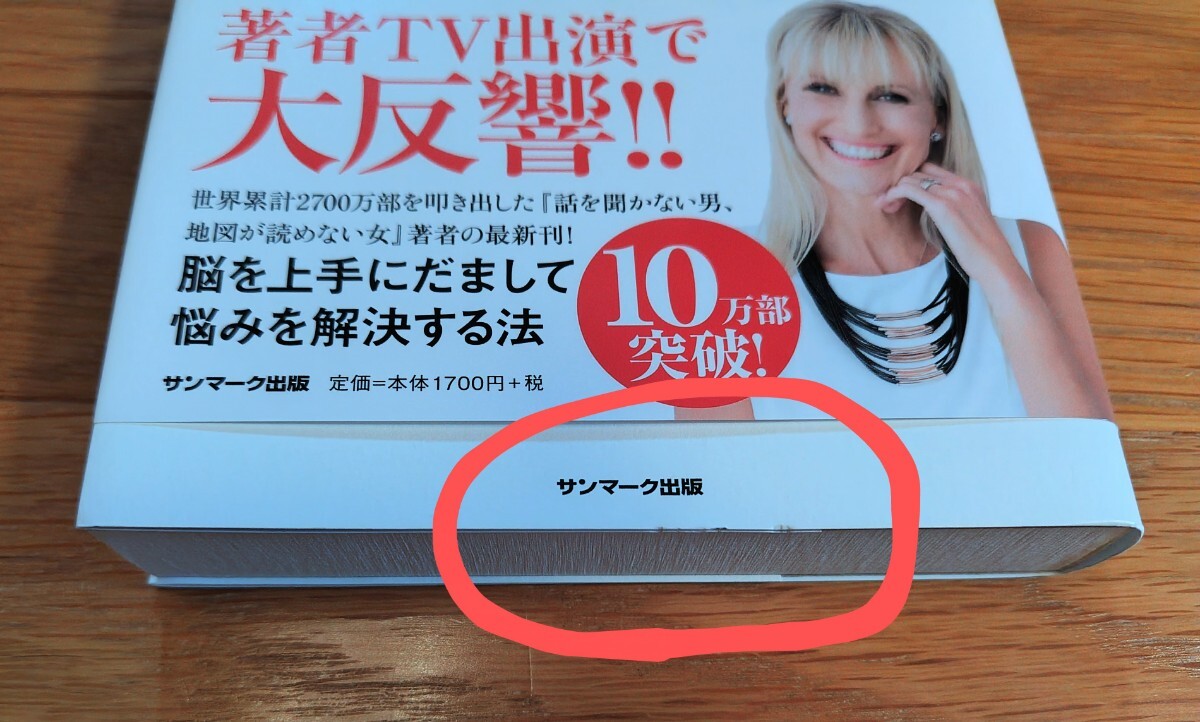 著者TV出演で
大反響!!
世界累計2700万部を叩き出した『話を聞かない男、
地図が読めない女』著者の最新刊!
脳を上手にだまして
悩みを解決する法
10万部
突破!
サンマーク出版 定価=本体1700円+税
サンマーク出版